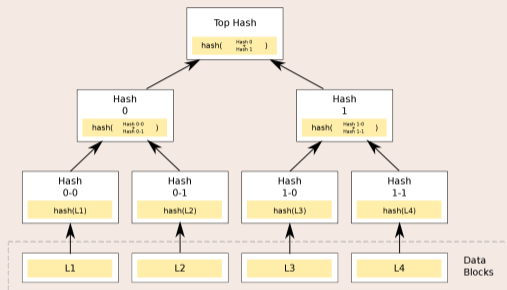 Top Hash
hash( Hash 0 + Hash 1 )
Hash
0
hash( Hash 0-0 + Hash 0-1 )
Hash
1
hash( Hash 1-0 + Hash 1-1 )
Hash
0-0
hash(L1)
Hash
0-1
hash(L2)
Hash
1-0
hash(L3)
Hash
1-1
hash(L4)
L1
L2
L3
L4
Data
Blocks